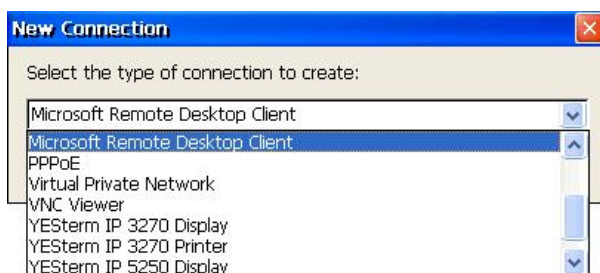 New Connection
Select the type of connection to create:
Microsoft Remote Desktop Client
Microsoft Remote Desktop Client
PPPoE
Virtual Private Network
VNC Viewer
YESterm IP 3270 Display
YESterm IP 3270 Printer
YESterm IP 5250 Display